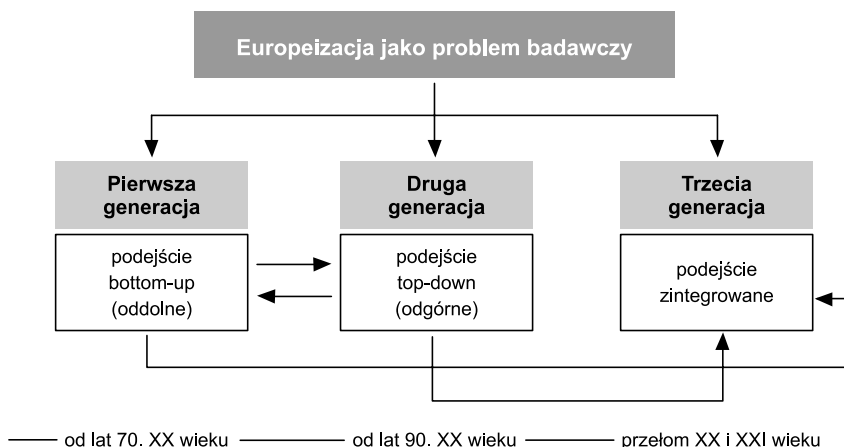 Europeizacja jako problem badawczy
Pierwsza
generacja
podejście
bottom-up
(oddolne)
Druga
generacja
podejście
top-down
(odgórne)
Trzecia
generacja
podejście
zintegrowane
od lat 70. XX wieku
od lat 90. XX wieku
przełom XX i XXI wieku